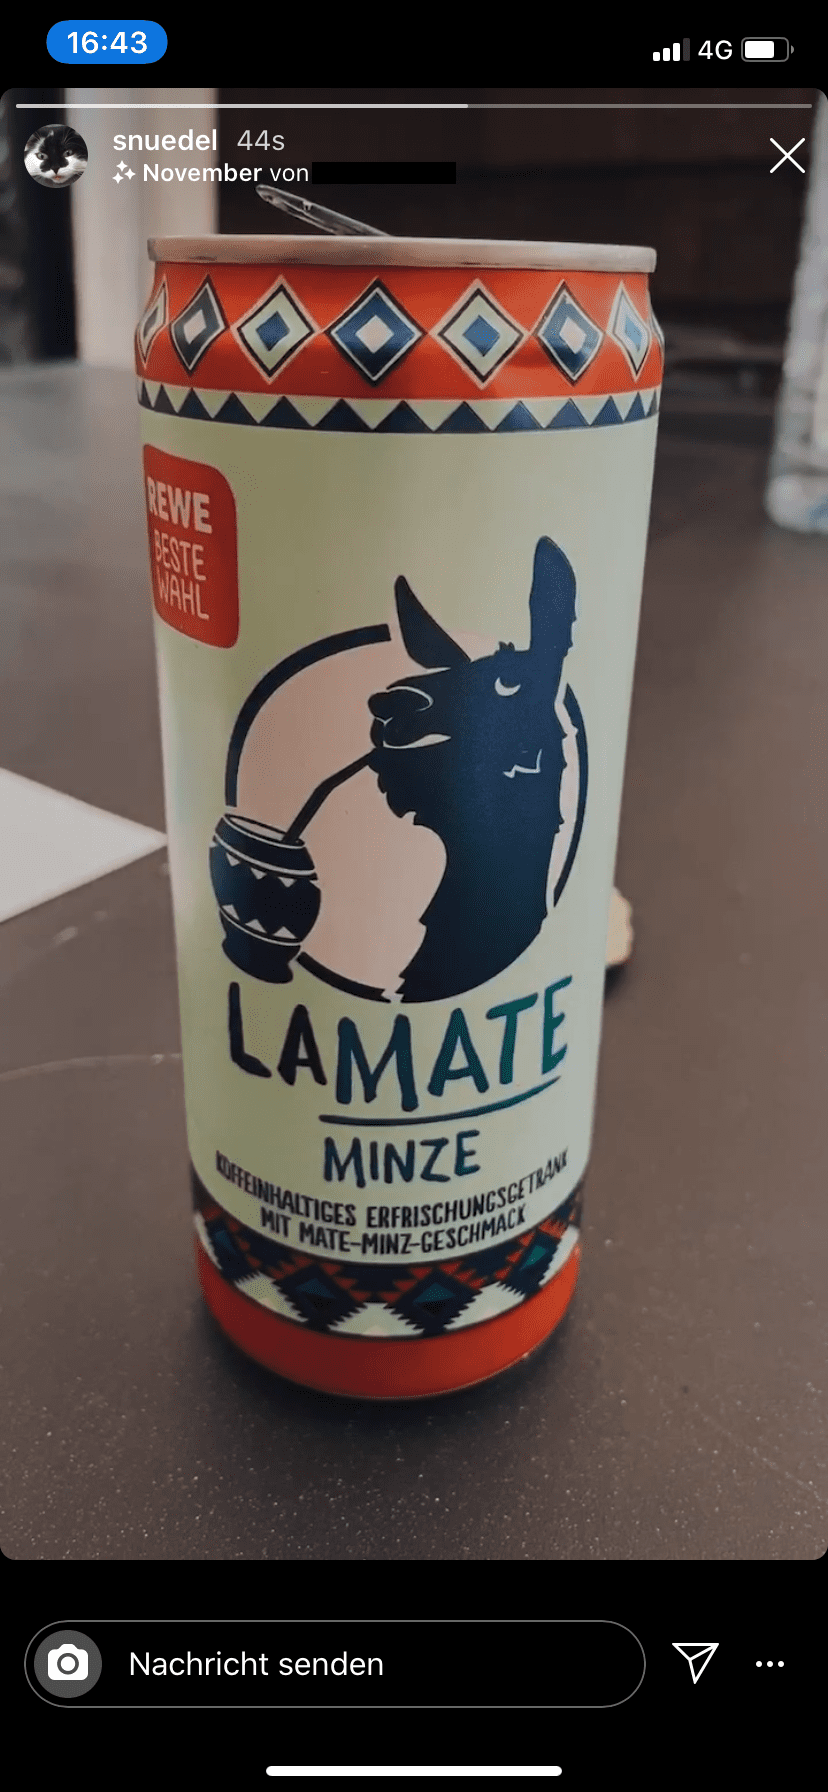 16:43
4G
snuedel 44s
November von
REWE
BESTE
WAHL
LAMATE
MINZE
KOFFEINHALTIGES ERFRISCHUNGSGETRÄNK
MIT MATE-MINZ-GESCHMACK
Nachricht senden